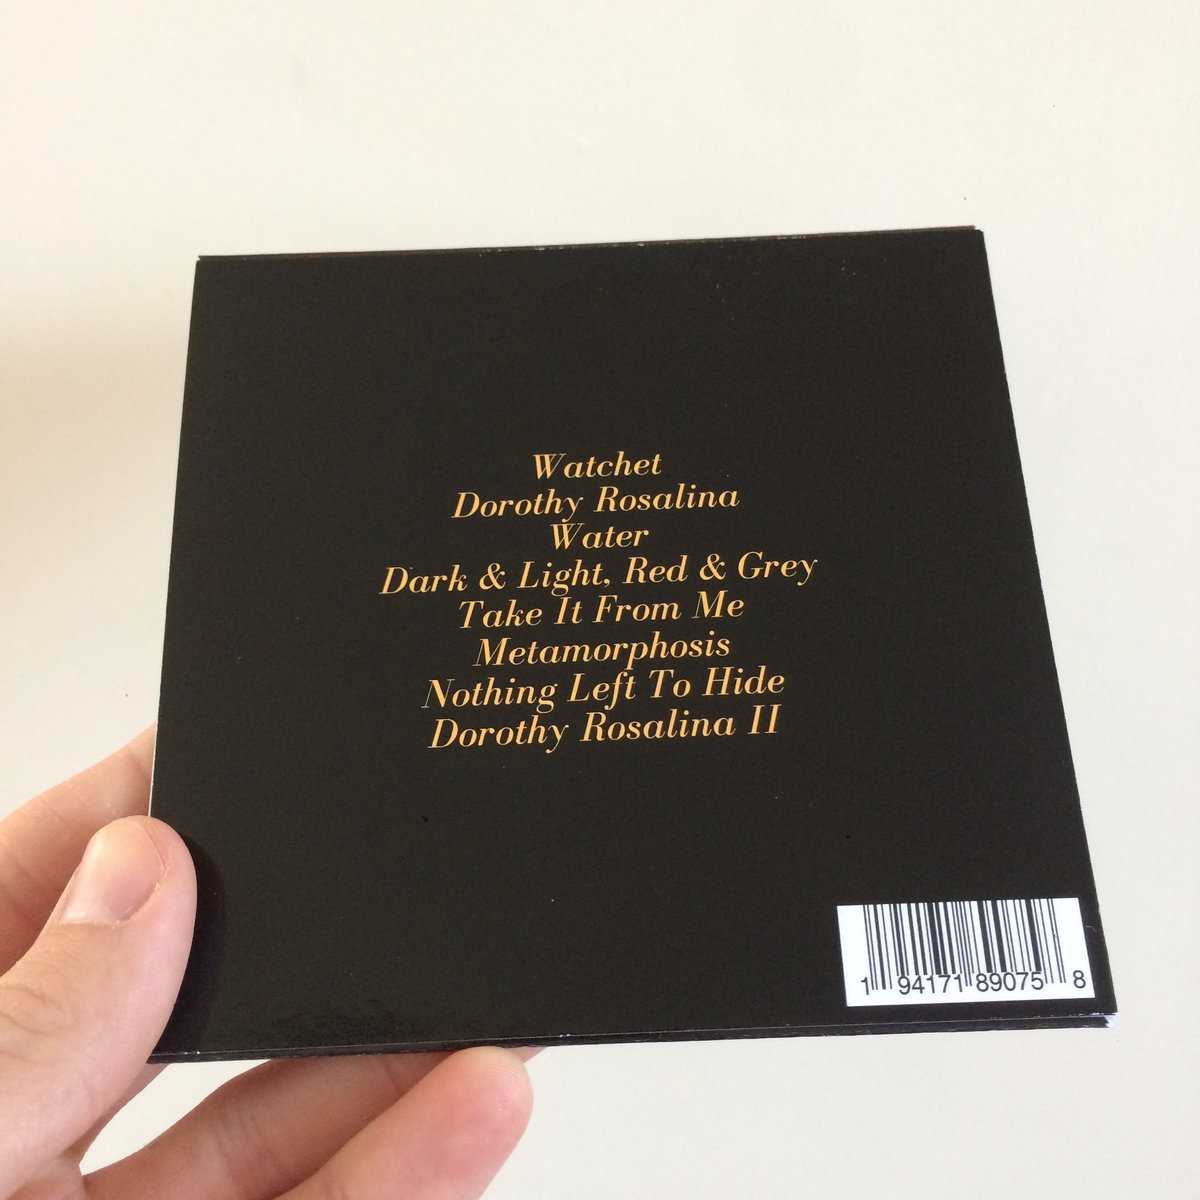 Watchet
Dorothy Rosalina
Water
Dark & Light, Red & Grey
Take It From Me
Metamorphosis
Nothing Left To Hide
Dorothy Rosalina II
1 94171 89075 8